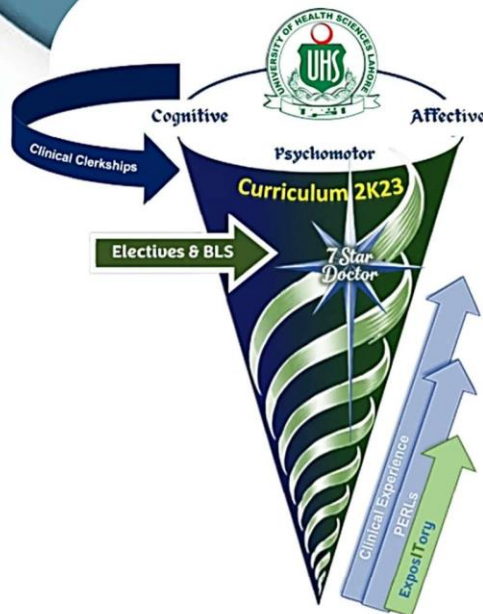 UNIVERSITY OF HEALTH SCIENCES LAHORE
UHS
Cognitive
Affective
Psychomotor
Clinical Clerkships
Curriculum 2K23
Electives & BLS
7 Star
Doctor
Clinical Experience
PERLs
ExposITory